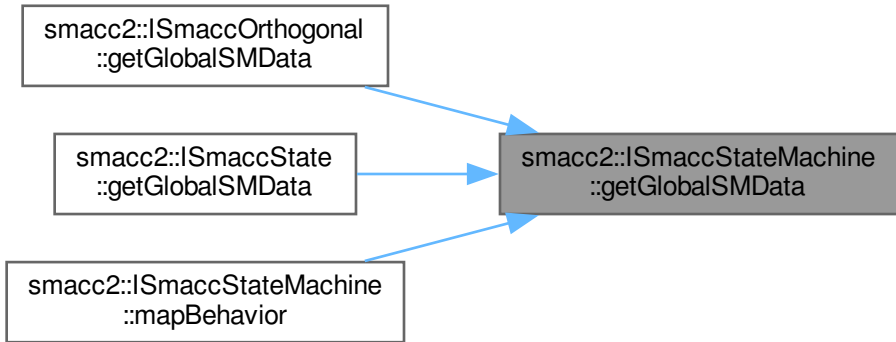 smacc2::ISmaccOrthogonal
::getGlobalSMData
smacc2::ISmaccState
::getGlobalSMData
smacc2::ISmaccStateMachine
::mapBehavior
smacc2::ISmaccStateMachine
::getGlobalSMData